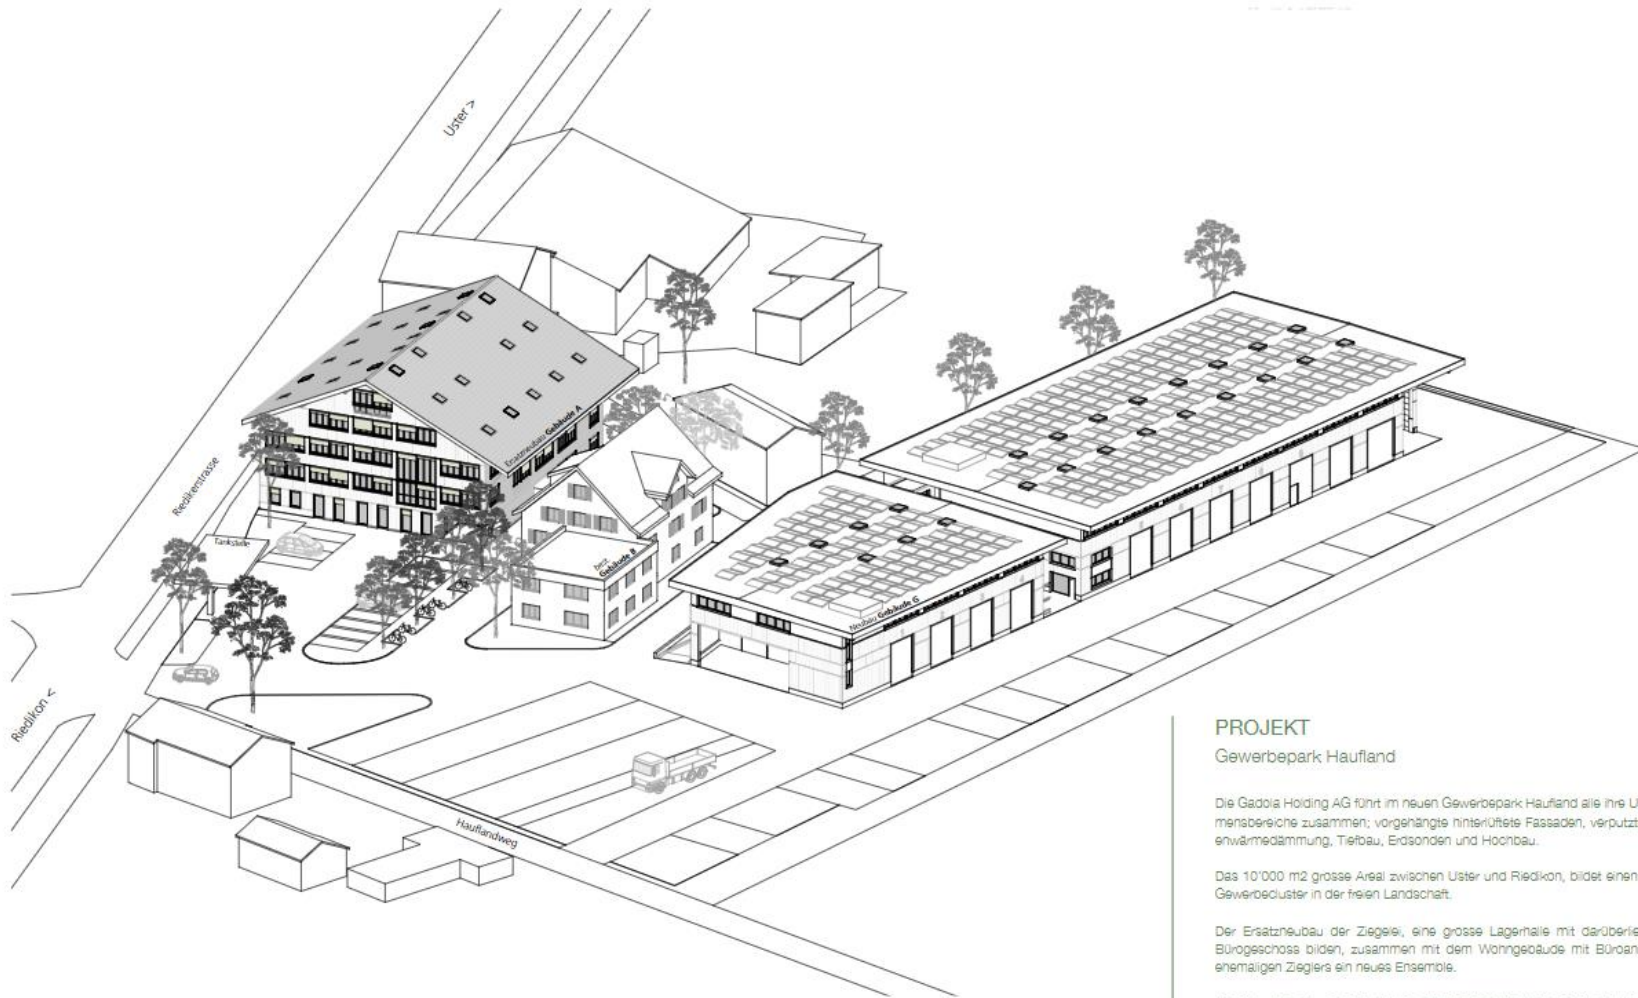 Uster >
Riedikerstrasse
Ersatzneubau Gebäude A
Tankstelle
Gebäude B
Neubau Gebäude G
Riedikon <
Hauflandweg
PROJEKT
Gewerbepark Haufland
Die Gadola Holding AG führt im neuen Gewerbepark Haufland alle ihre U
mensbereiche zusammen; vorgehängte hinterlüftete Fassaden, verputzt
enwärmedämmung, Tiefbau, Erdsonden und Hochbau.
Das 10'000 m2 grosse Areal zwischen Uster und Riedikon, bildet einen
Gewerbecluster in der freien Landschaft.
Der Ersatzneubau der Ziegelei, eine grosse Lagerhalle mit darüberlie
Bürogeschoss bilden, zusammen mit dem Wohngebäude mit Büroan
ehemaligen Zieglers ein neues Ensemble.